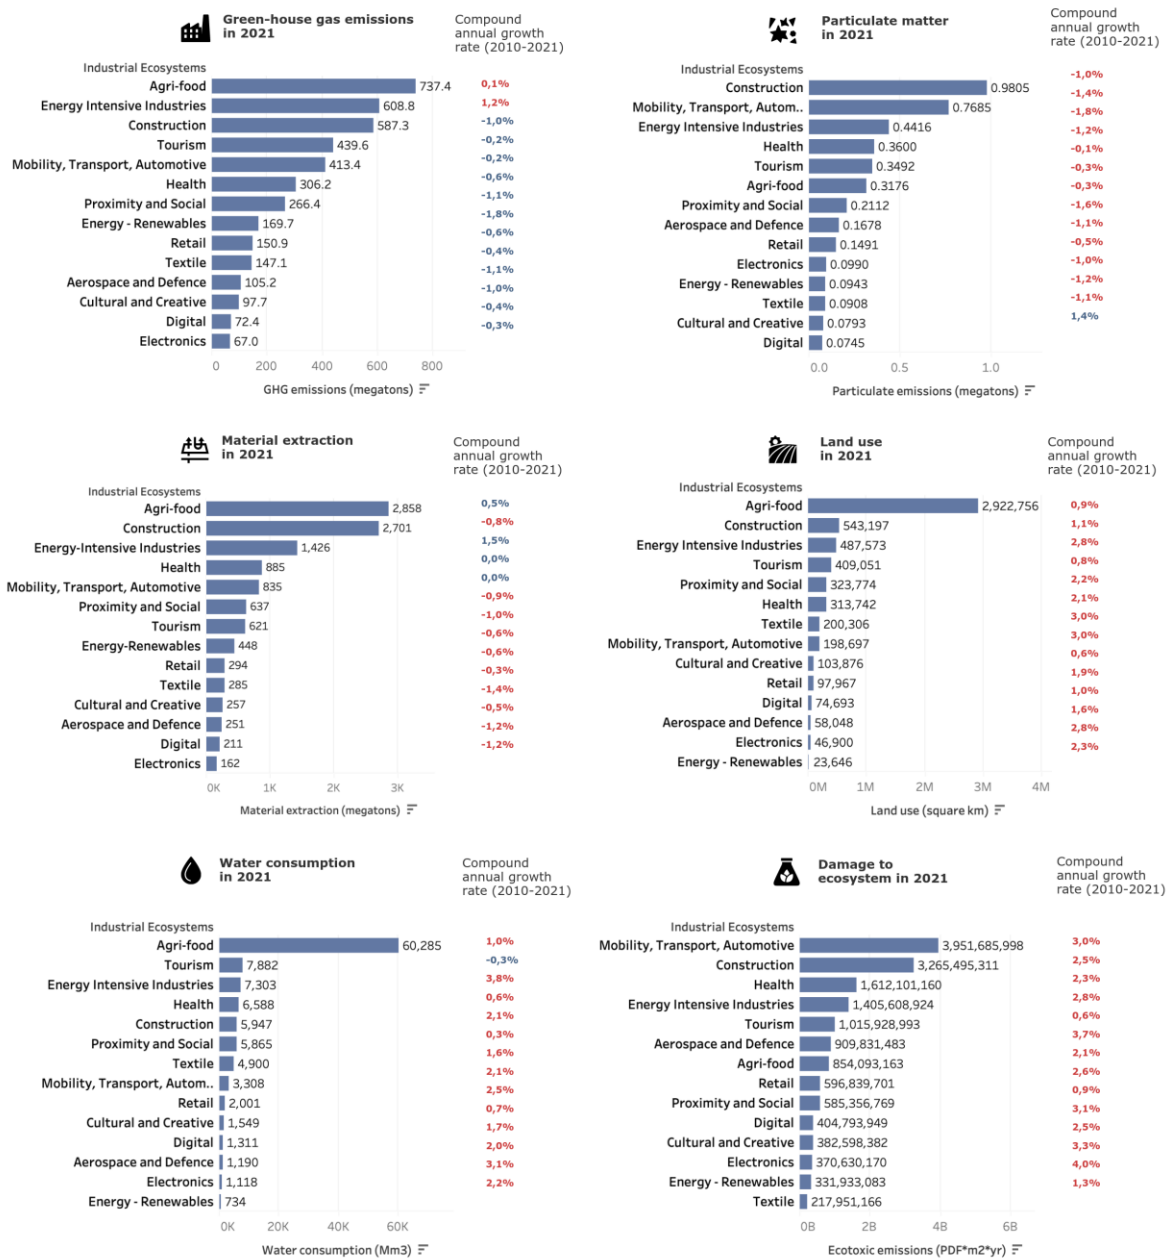 Green-house gas emissions
in 2021
Compound
annual growth
rate (2010-2021)
Industrial Ecosystems
Agri-food 737.4 0,1%
Energy Intensive Industries 608.8 1,2%
Construction 587.3 -1,0%
Tourism 439.6 -0,2%
Mobility, Transport, Automotive 413.4 -0,2%
Health 306.2 -0,6%
Proximity and Social 266.4 -1,1%
Energy - Renewables 169.7 -1,8%
Retail 150.9 -0,6%
Textile 147.1 -0,4%
Aerospace and Defence 105.2 -1,1%
Cultural and Creative 97.7 -1,0%
Digital 72.4 -0,4%
Electronics 67.0 -0,3%
0 200 400 600 800
GHG emissions (megatons)
Particulate matter
in 2021
Compound
annual growth
rate (2010-2021)
Industrial Ecosystems
Construction 0.9805 -1,0%
Mobility, Transport, Autom.. 0.7685 -1,4%
Energy Intensive Industries 0.4416 -1,8%
Health 0.3600 -1,2%
Tourism 0.3492 -0,1%
Agri-food 0.3176 -0,3%
Proximity and Social 0.2112 -0,3%
Aerospace and Defence 0.1678 -1,6%
Retail 0.1491 -1,1%
Electronics 0.0990 -0,5%
Energy - Renewables 0.0943 -1,0%
Textile 0.0908 -1,2%
Cultural and Creative 0.0793 -1,1%
Digital 0.0745 1,4%
0.0 0.5 1.0
Particulate emissions (megatons)
Material extraction
in 2021
Compound
annual growth
rate (2010-2021)
Industrial Ecosystems
Agri-food 2,858 0,5%
Construction 2,701 -0,8%
Energy-Intensive Industries 1,426 1,5%
Health 885 0,0%
Mobility, Transport, Automotive 835 0,0%
Proximity and Social 637 -0,9%
Tourism 621 -1,0%
Energy-Renewables 448 -0,6%
Retail 294 -0,6%
Textile 285 -0,3%
Cultural and Creative 257 -1,4%
Aerospace and Defence 251 -0,5%
Digital 211 -1,2%
Electronics 162 -1,2%
0K 1K 2K 3K
Material extraction (megatons)
Land use
in 2021
Compound
annual growth
rate (2010-2021)
Industrial Ecosystems
Agri-food 2,922,756 0,9%
Construction 543,197 1,1%
Energy Intensive Industries 487,573 2,8%
Tourism 409,051 0,8%
Proximity and Social 323,774 2,2%
Health 313,742 2,1%
Textile 200,306 3,0%
Mobility, Transport, Automotive 198,697 3,0%
Cultural and Creative 103,876 0,6%
Retail 97,967 1,9%
Digital 74,693 1,0%
Aerospace and Defence 58,048 1,6%
Electronics 46,900 2,8%
Energy - Renewables 23,646 2,3%
0M 1M 2M 3M 4M
Land use (square km)
Water consumption
in 2021
Compound
annual growth
rate (2010-2021)
Industrial Ecosystems
Agri-food 60,285 1,0%
Tourism 7,882 -0,3%
Energy Intensive Industries 7,303 3,8%
Health 6,588 0,6%
Construction 5,947 2,1%
Proximity and Social 5,865 0,3%
Textile 4,900 1,6%
Mobility, Transport, Autom.. 3,308 2,1%
Retail 2,001 2,5%
Cultural and Creative 1,549 0,7%
Digital 1,311 1,7%
Aerospace and Defence 1,190 2,0%
Electronics 1,118 3,1%
Energy - Renewables 734 2,2%
0K 20K 40K 60K
Water consumption (Mm3)
Damage to
ecosystem in 2021
Compound
annual growth
rate (2010-2021)
Industrial Ecosystems
Mobility, Transport, Automotive 3,951,685,998 3,0%
Construction 3,265,495,311 2,5%
Health 1,612,101,160 2,3%
Energy Intensive Industries 1,405,608,924 2,8%
Tourism 1,015,928,993 0,6%
Aerospace and Defence 909,831,483 3,7%
Agri-food 854,093,163 2,1%
Retail 596,839,701 2,6%
Proximity and Social 585,356,769 0,9%
Digital 404,793,949 3,1%
Cultural and Creative 382,598,382 2,5%
Electronics 370,630,170 3,3%
Energy - Renewables 331,933,083 4,0%
Textile 217,951,166 1,3%
0B 2B 4B 6B
Ecotoxic emissions (PDF*m2*yr)